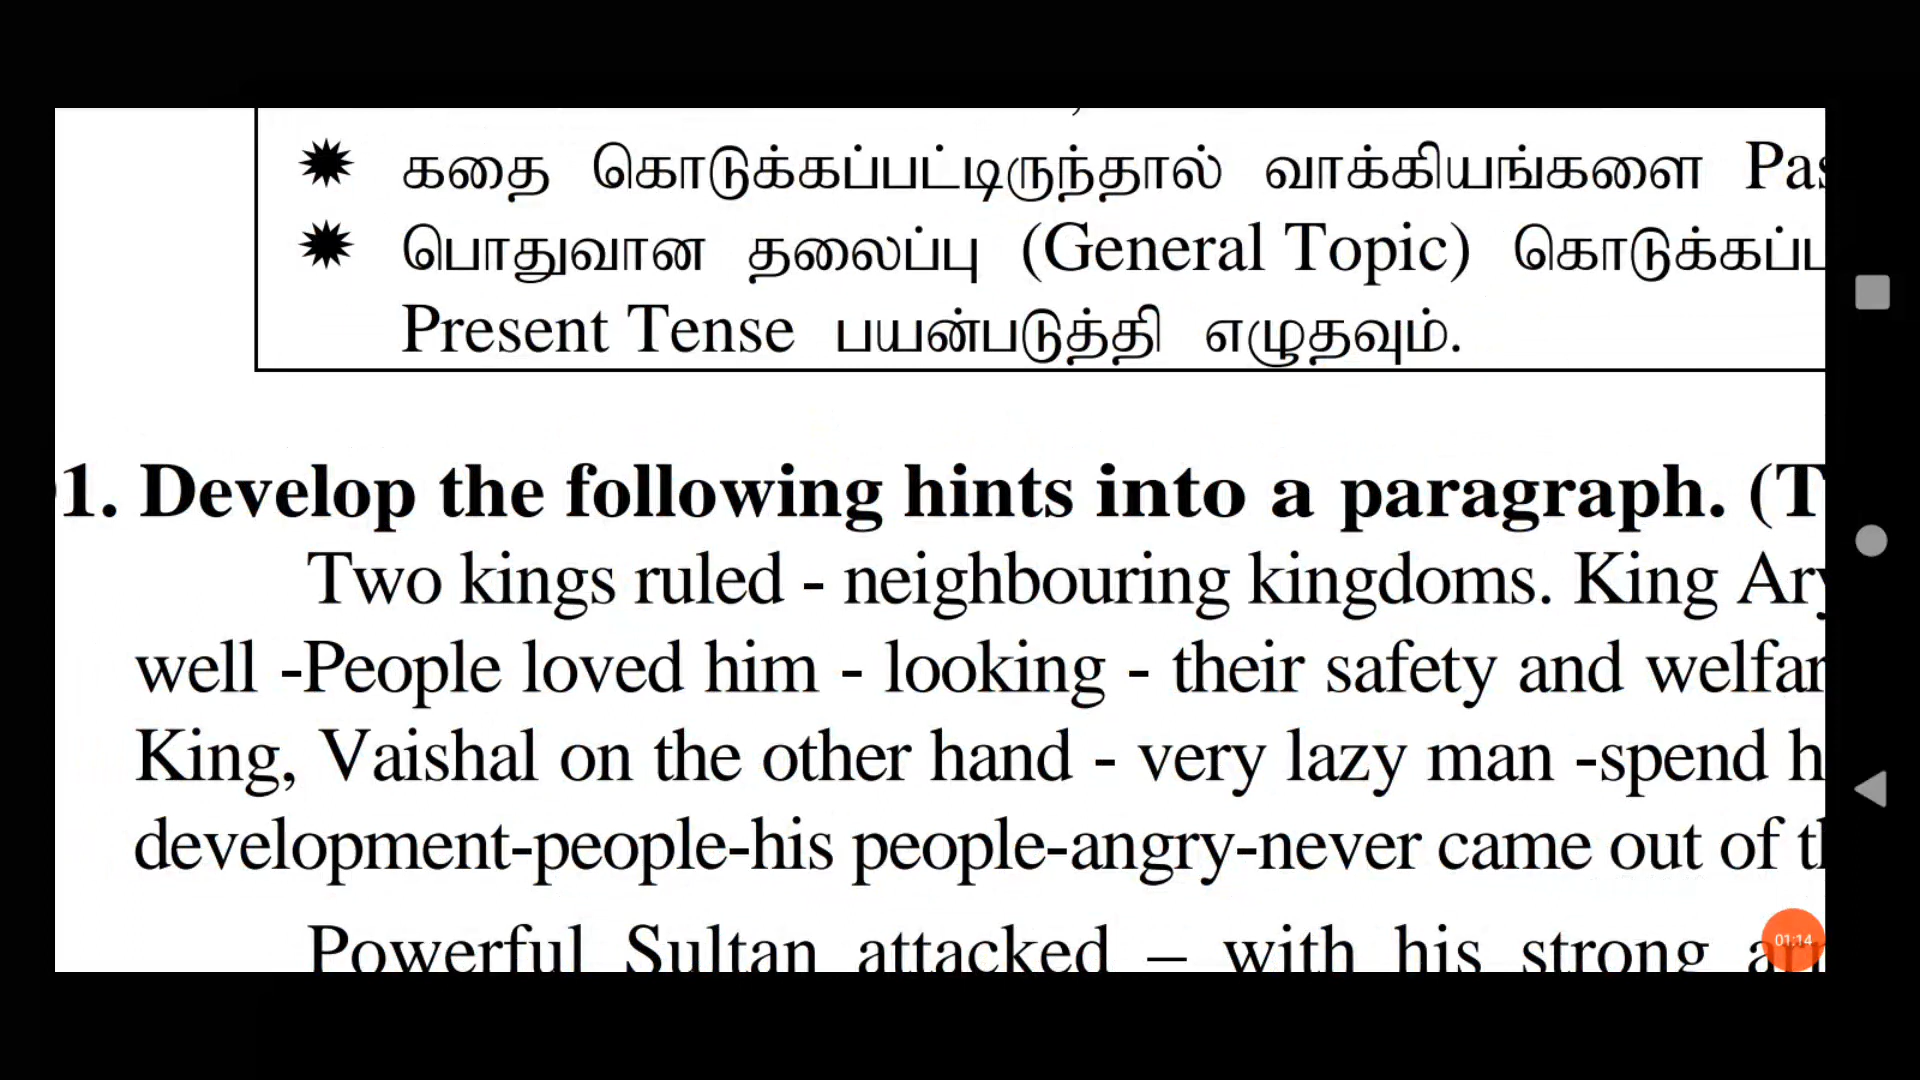 கதை கொடுக்கப்பட்டிருந்தால் வாக்கியங்களை
பொதுவான தலைப்பு (General Topic)
Present Tense பயன்படுத்தி எழுதவும்.
1. Develop the following hints into a paragraph. (T
Two kings ruled - neighbouring kingdoms. King
well -People loved him - looking - their safety and
King, Vaishal on the other hand - very lazy man -spend
development-people-his people-angry-never came out of
Powerful Sultan attacked – with his strong
01:14